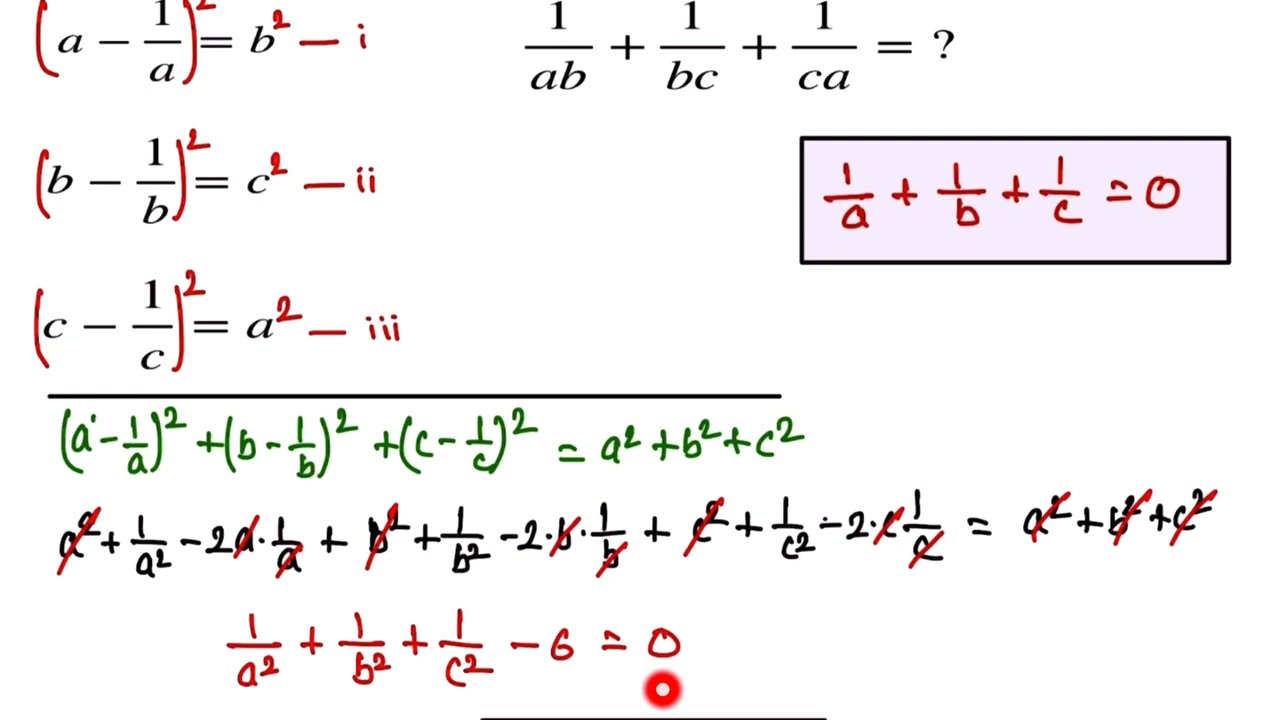 (a − 1/a)² = b² — i
1/ab + 1/bc + 1/ca = ?
(b − 1/b)² = c² — ii
1/a + 1/b + 1/c = 0
(c − 1/c)² = a² — iii
(a − 1/a)² + (b − 1/b)² + (c − 1/c)² = a² + b² + c²
a² + 1/a² − 2a · 1/a + b² + 1/b² − 2 · b · 1/b + c² + 1/c² − 2 · c 1/c = a² + b² + c²
1/a² + 1/b² + 1/c² − 6 = 0